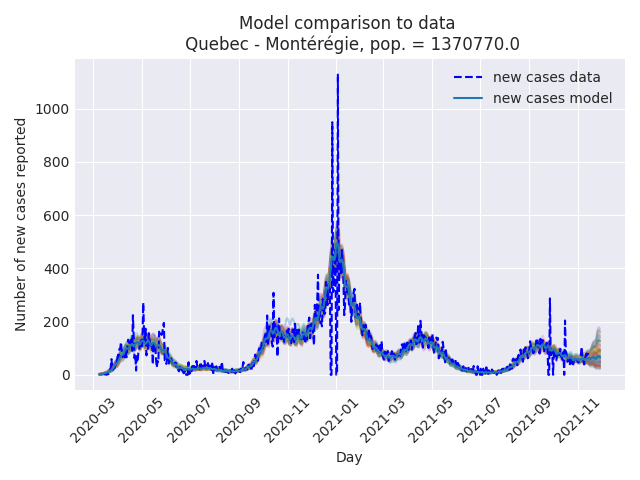 Model comparison to data
Quebec - Montérégie, pop. = 1370770.0
new cases data
new cases model
Number of new cases reported
1000
800
600
400
200
0
2020-03
2020-05
2020-07
2020-09
2020-11
2021-01
2021-03
2021-05
2021-07
2021-09
2021-11
Day